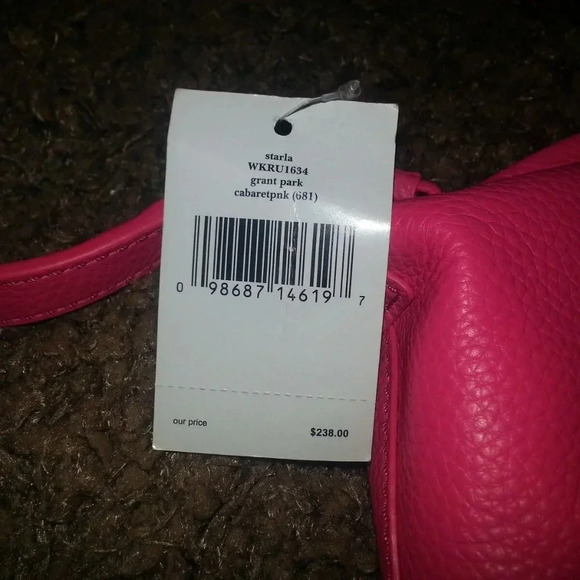 starla
WKRU1634
grant park
cabaretpnk (681)
0 98687 14619 7
our price $238.00